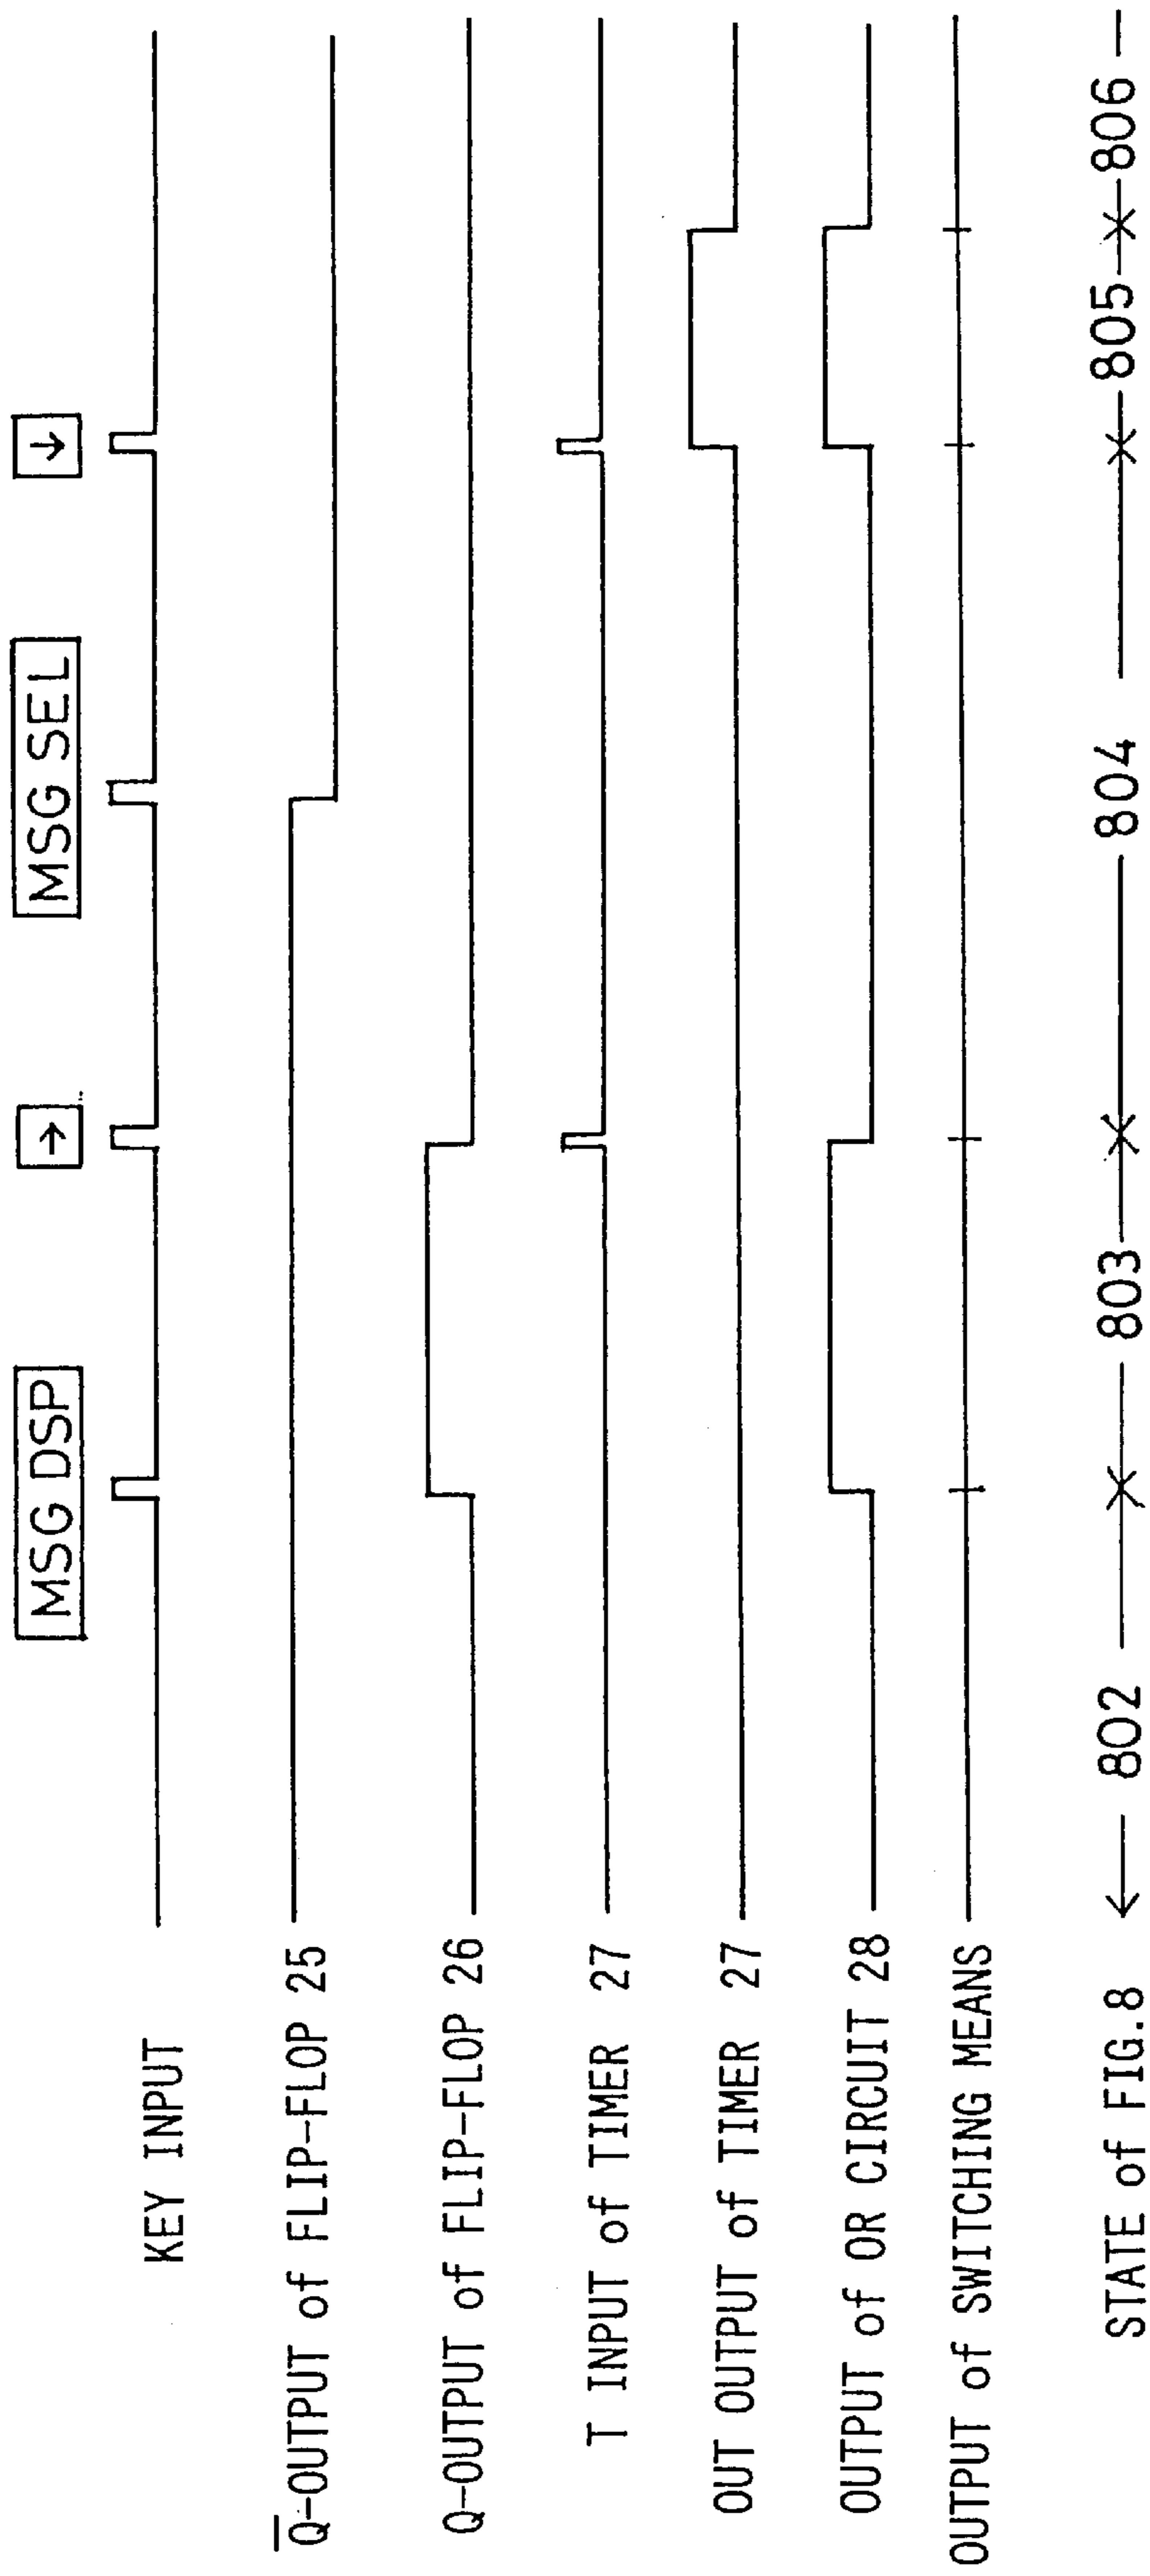 MSG DSP ↓ MSG SEL ←
KEY INPUT
Q̅-OUTPUT of FLIP-FLOP 25
Q-OUTPUT of FLIP-FLOP 26
T INPUT of TIMER 27
OUT OUTPUT of TIMER 27
OUTPUT of OR CIRCUIT 28
OUTPUT of SWITCHING MEANS
STATE of FIG.8 802 803 804 805 806